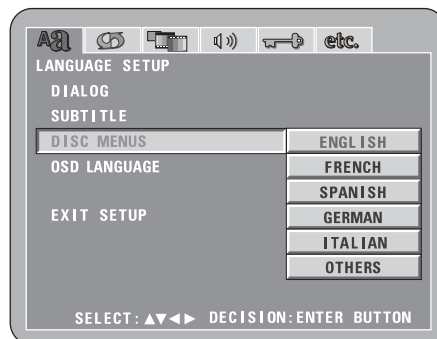 Aa etc.
LANGUAGE SETUP
DIALOG
SUBTITLE
DISC MENUS ENGLISH
OSD LANGUAGE FRENCH
SPANISH
EXIT SETUP GERMAN
ITALIAN
OTHERS
SELECT:▲▼◀▶ DECISION:ENTER BUTTON